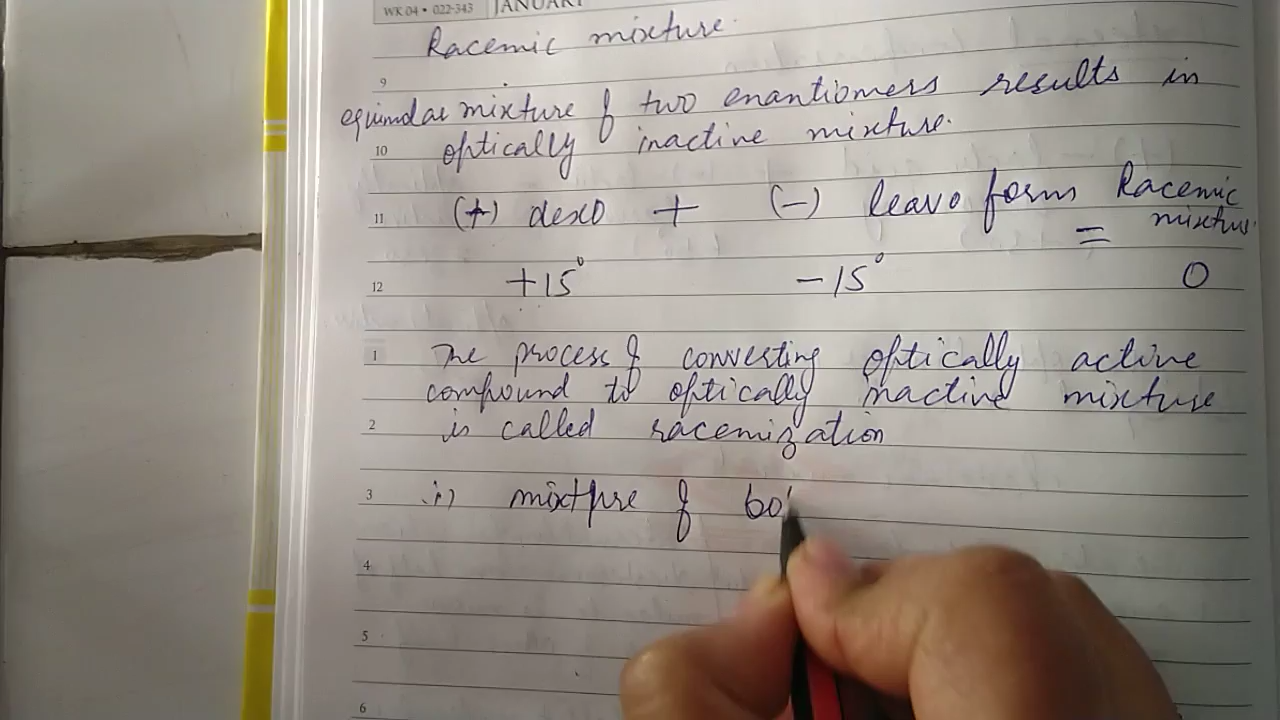 WK 04 • 022-343 JANUARY
Racemic mixture.
9
equimolar mixture of two enantiomers results in
10 optically inactive mixture.
11 (+) dexo + (-) leavo form Racemic
= mixture.
12 +15° -15° 0
1 The process of converting optically active
compound to optically inactive mixture
2 is called racemization
3 mixture of 60
4
5
6